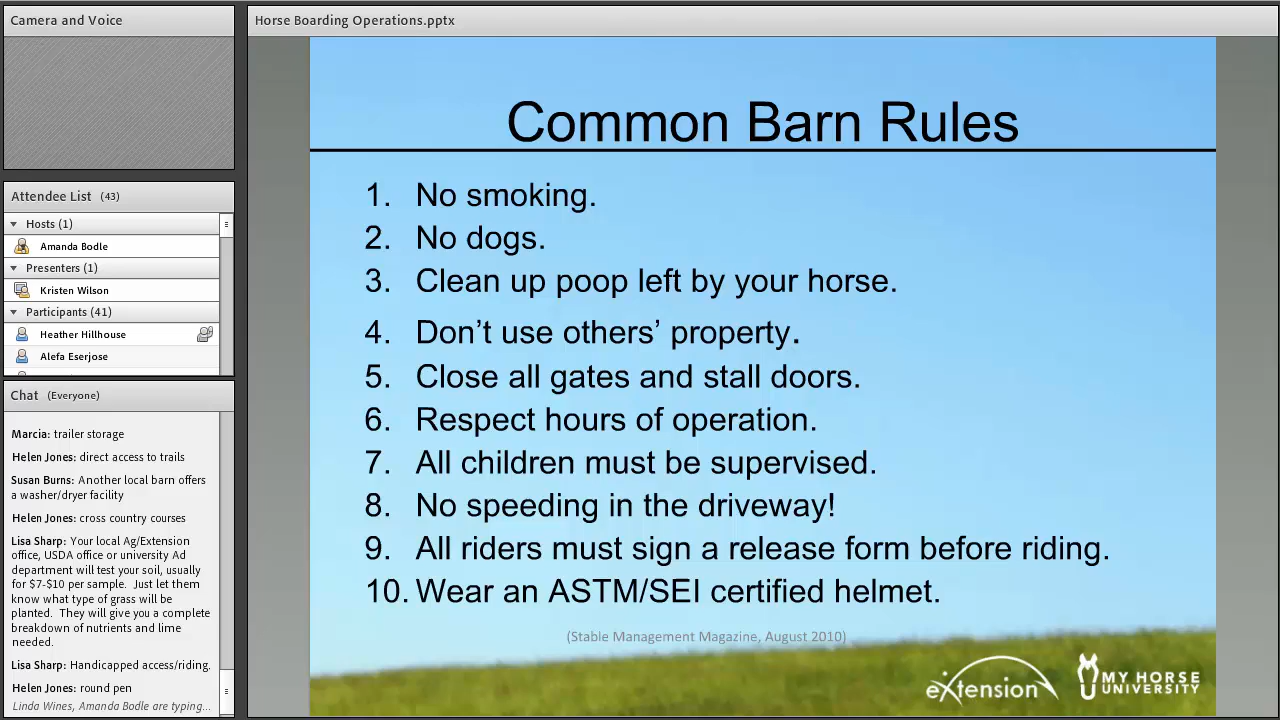 Camera and Voice
Attendee List (43)
Hosts (1)
Amanda Bodle
Presenters (1)
Kristen Wilson
Participants (41)
Heather Hillhouse
Alefa Eserjose
Chat (Everyone)
Marcia: trailer storage
Helen Jones: direct access to trails
Susan Burns: Another local barn offers
a washer/dryer facility
Helen Jones: cross country courses
Lisa Sharp: Your local Ag/Extension
office, USDA office or university Ad
department will test your soil, usually
for $7-$10 per sample.  Just let them
know what type of grass will be
planted.  They will give you a complete
breakdown of nutrients and lime
needed.
Lisa Sharp: Handicapped access/riding.
Helen Jones: round pen
Linda Wines, Amanda Bodle are typing...
Horse Boarding Operations.pptx
Common Barn Rules
1. No smoking.
2. No dogs.
3. Clean up poop left by your horse.
4. Don’t use others’ property.
5. Close all gates and stall doors.
6. Respect hours of operation.
7. All children must be supervised.
8. No speeding in the driveway!
9. All riders must sign a release form before riding.
10. Wear an ASTM/SEI certified helmet.
(Stable Management Magazine, August 2010)
eXtension
MY HORSE
UNIVERSITY